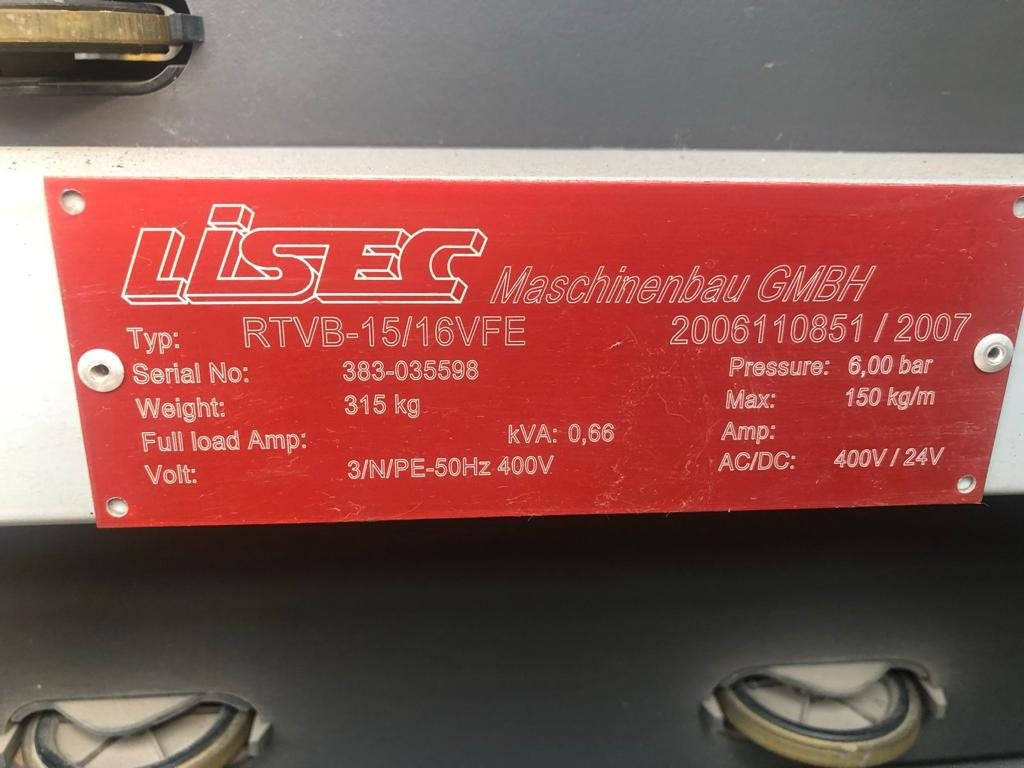 LiSEC Maschinenbau GMBH
Typ: RTVB-15/16VFE 2006110851 / 2007
Serial No: 383-035598 Pressure: 6,00 bar
Weight: 315 kg Max: 150 kg/m
Full load Amp: kVA: 0,66 Amp:
Volt: 3/N/PE-50Hz 400V AC/DC: 400V / 24V